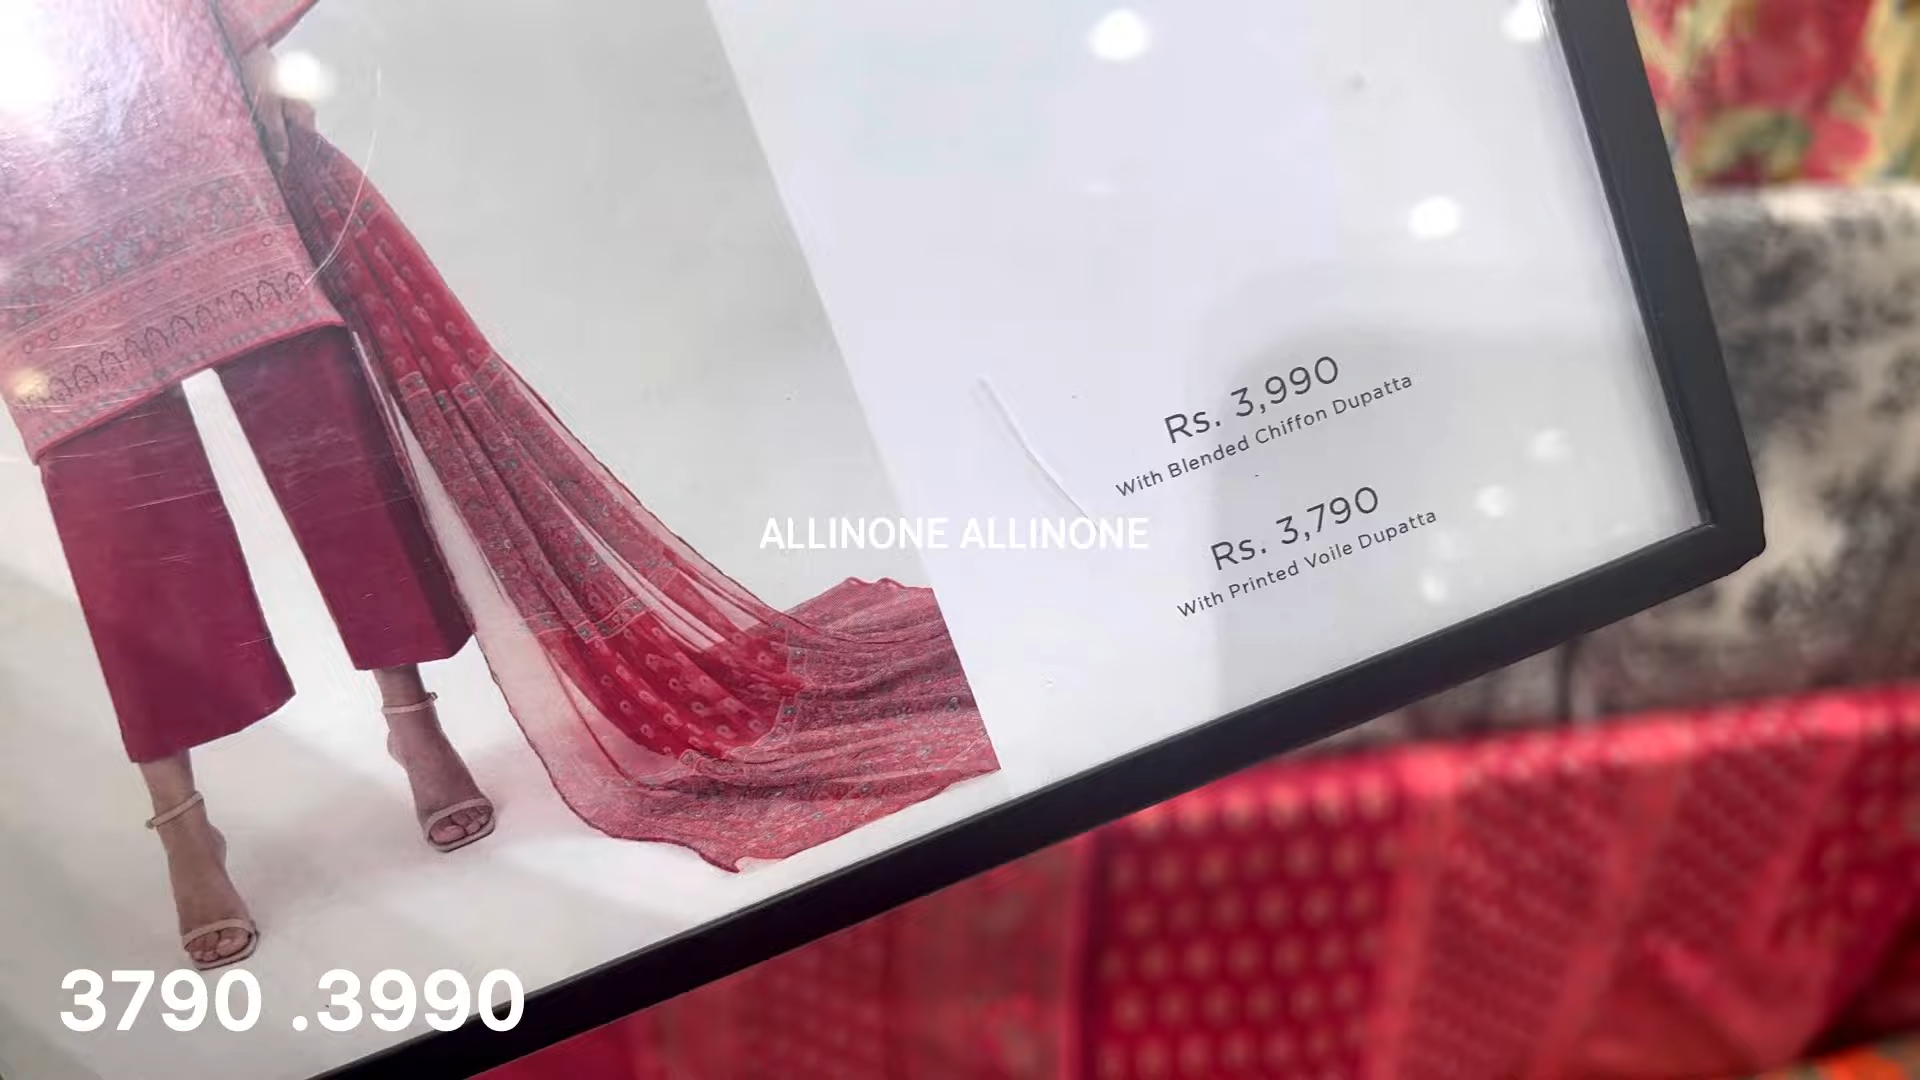 Rs. 3,990
With Blended Chiffon Dupatta
Rs. 3,790
With Printed Voile Dupatta
ALLINONE ALLINONE
3790 .3990